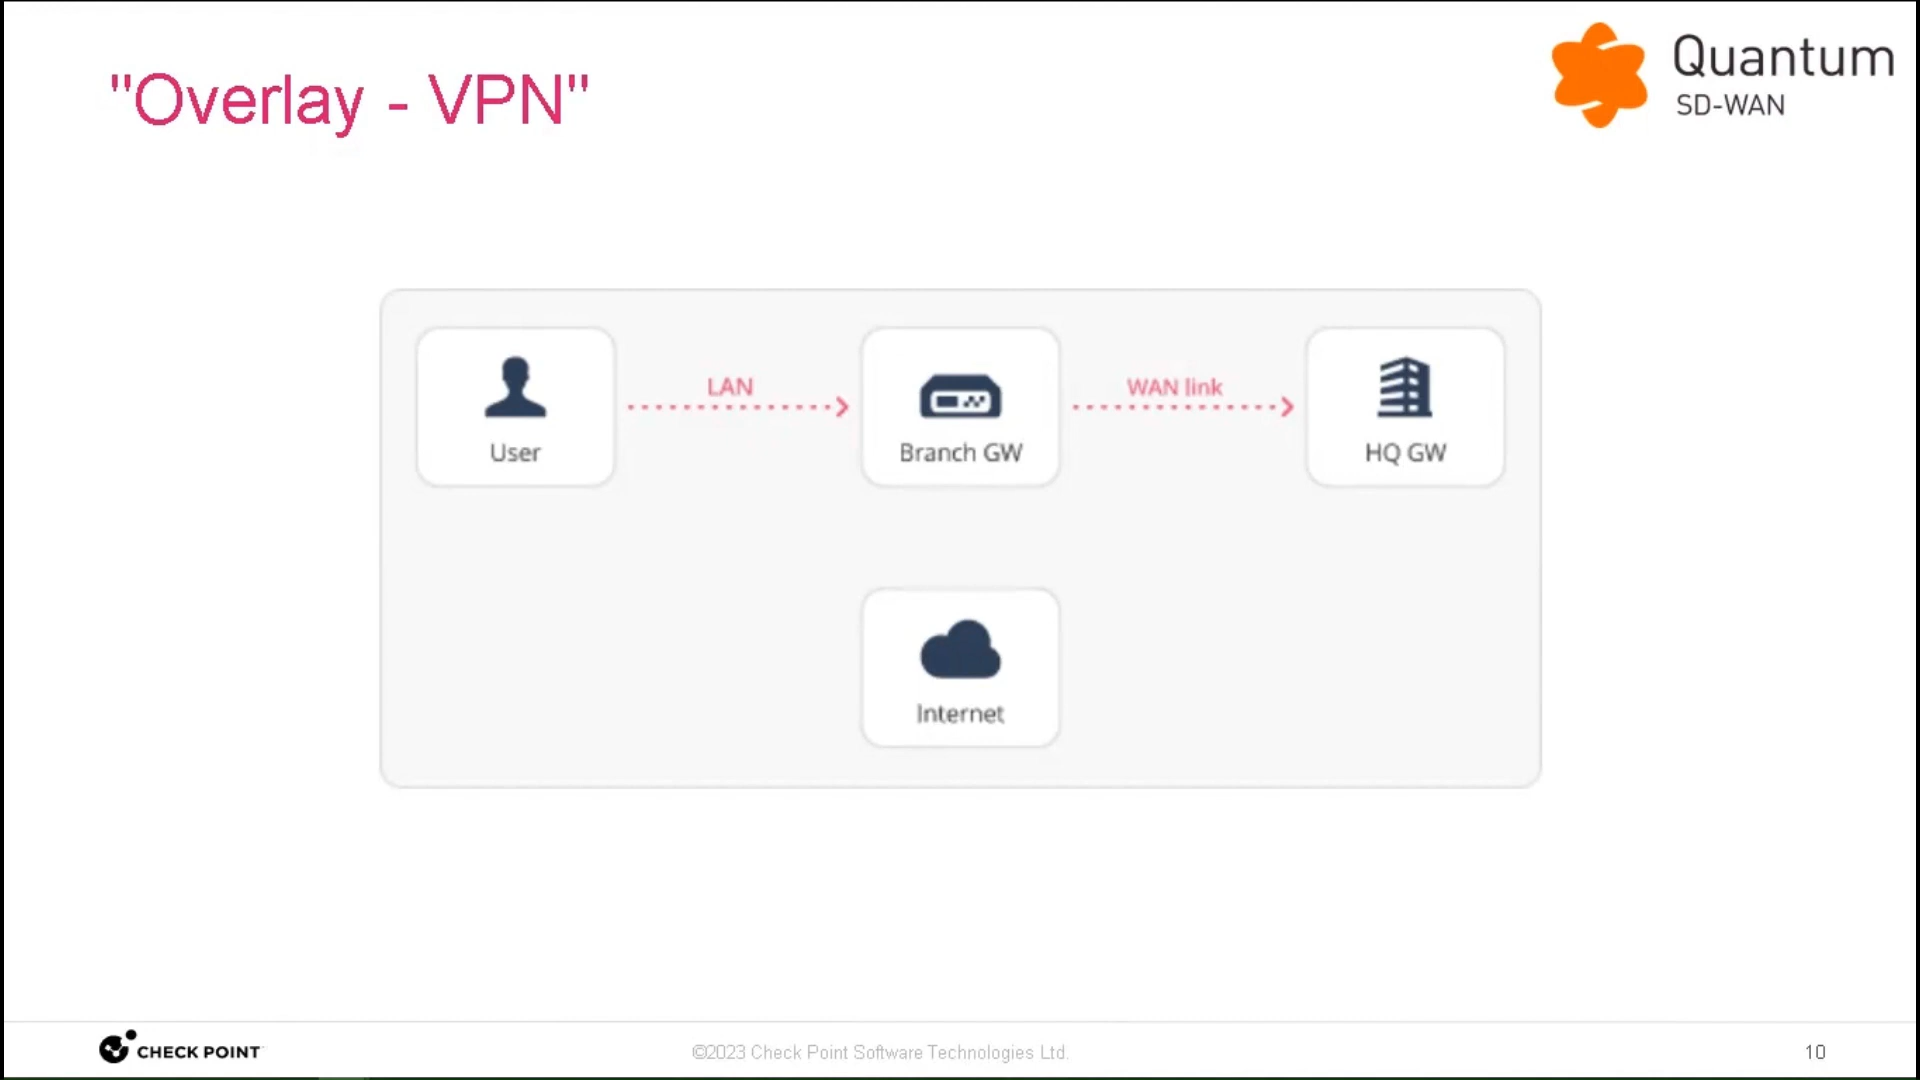 "Overlay - VPN"
Quantum
SD-WAN
LAN
WAN link
User
Branch GW
HQ GW
Internet
CHECK POINT
©2023 Check Point Software Technologies Ltd.
10